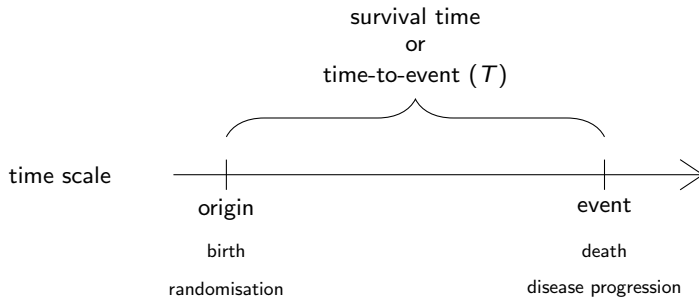 survival time
or
time-to-event (T)
time scale
origin
event
birth
death
randomisation
disease progression